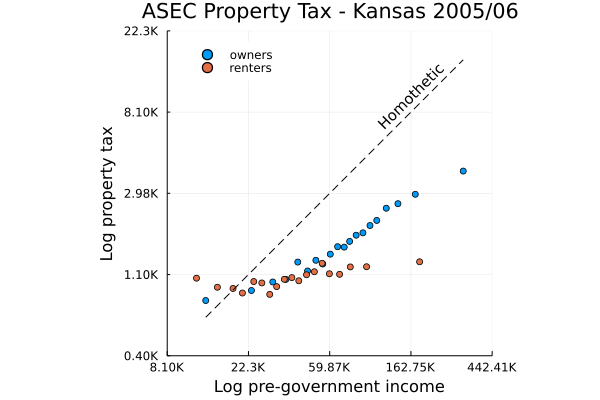 ASEC Property Tax - Kansas 2005/06
22.3K
owners
renters
Homothetic
8.10K
Log property tax
2.98K
1.10K
0.40K
8.10K 22.3K 59.87K 162.75K 442.41K
Log pre-government income